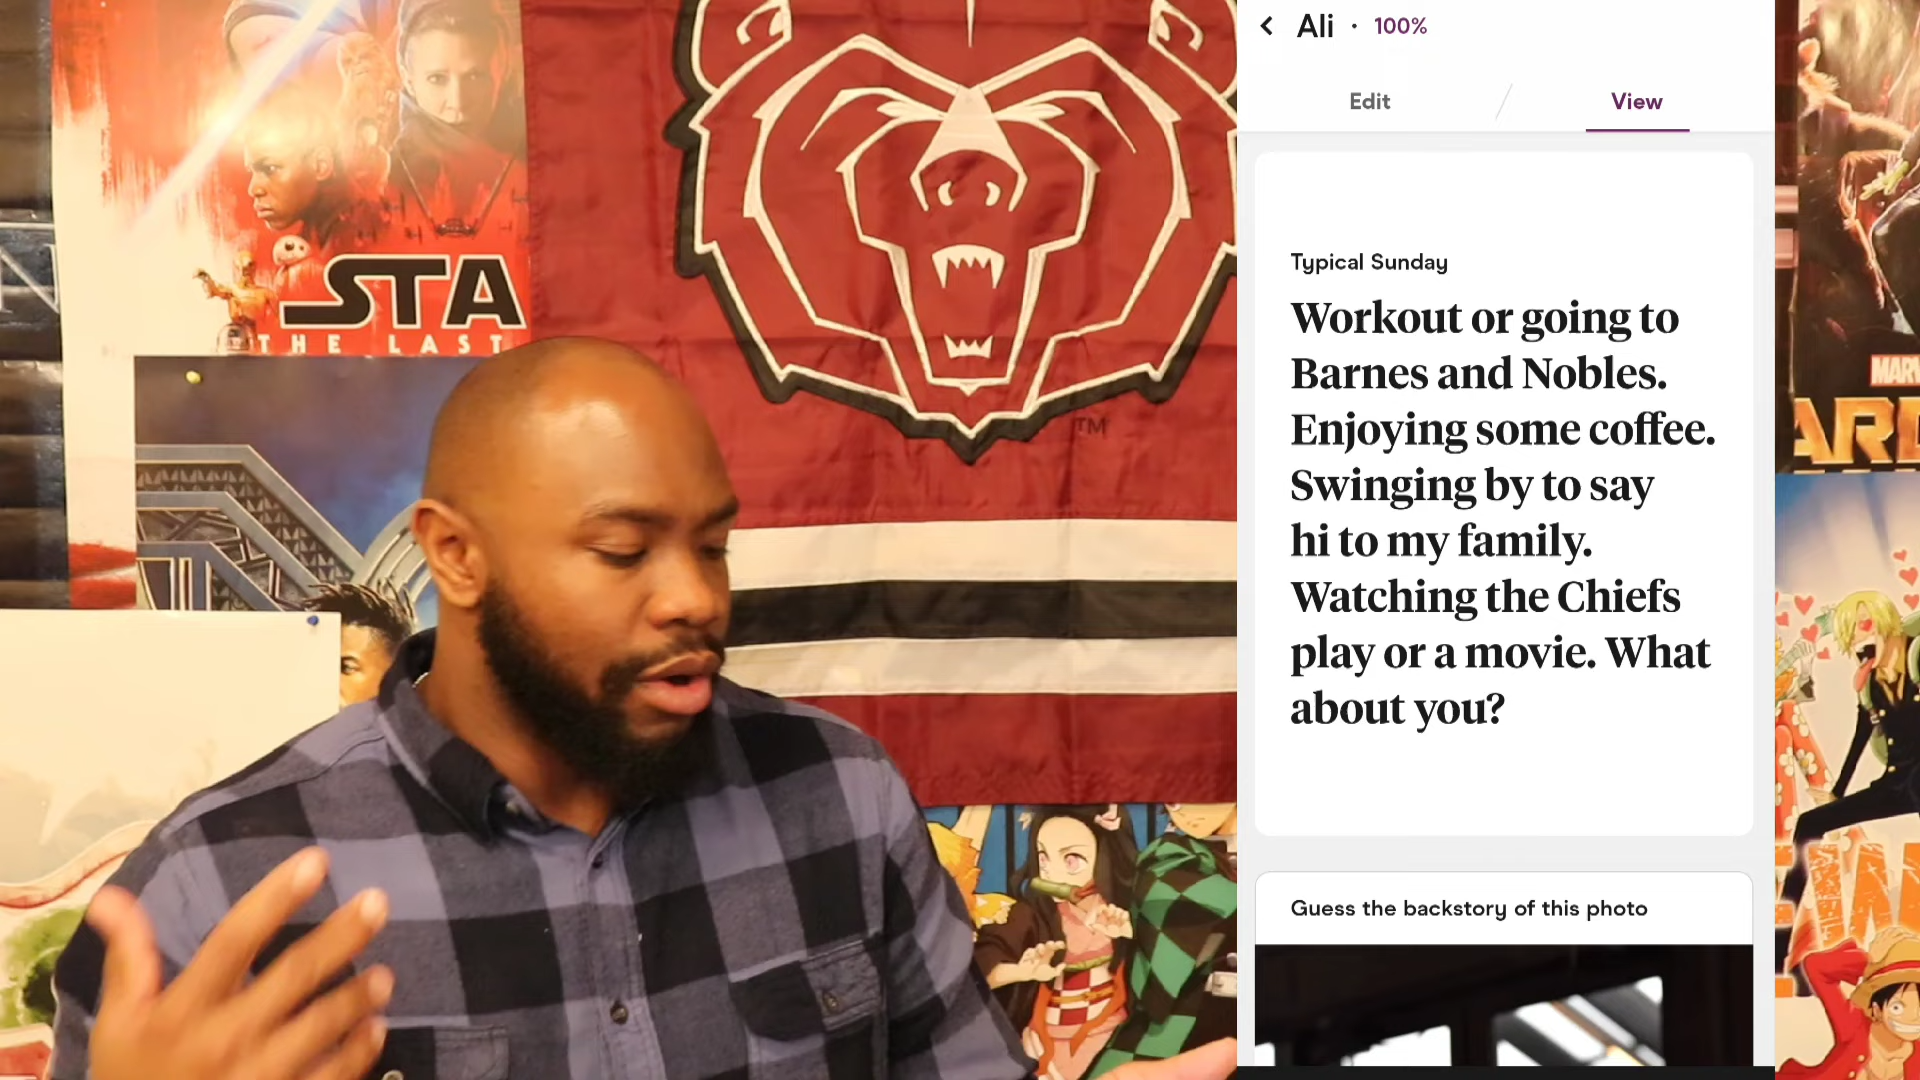 STA
THE LAST
TM
Ali · 100%
Edit
View
Typical Sunday
Workout or going to
Barnes and Nobles.
Enjoying some coffee.
Swinging by to say
hi to my family.
Watching the Chiefs
play or a movie. What
about you?
Guess the backstory of this photo